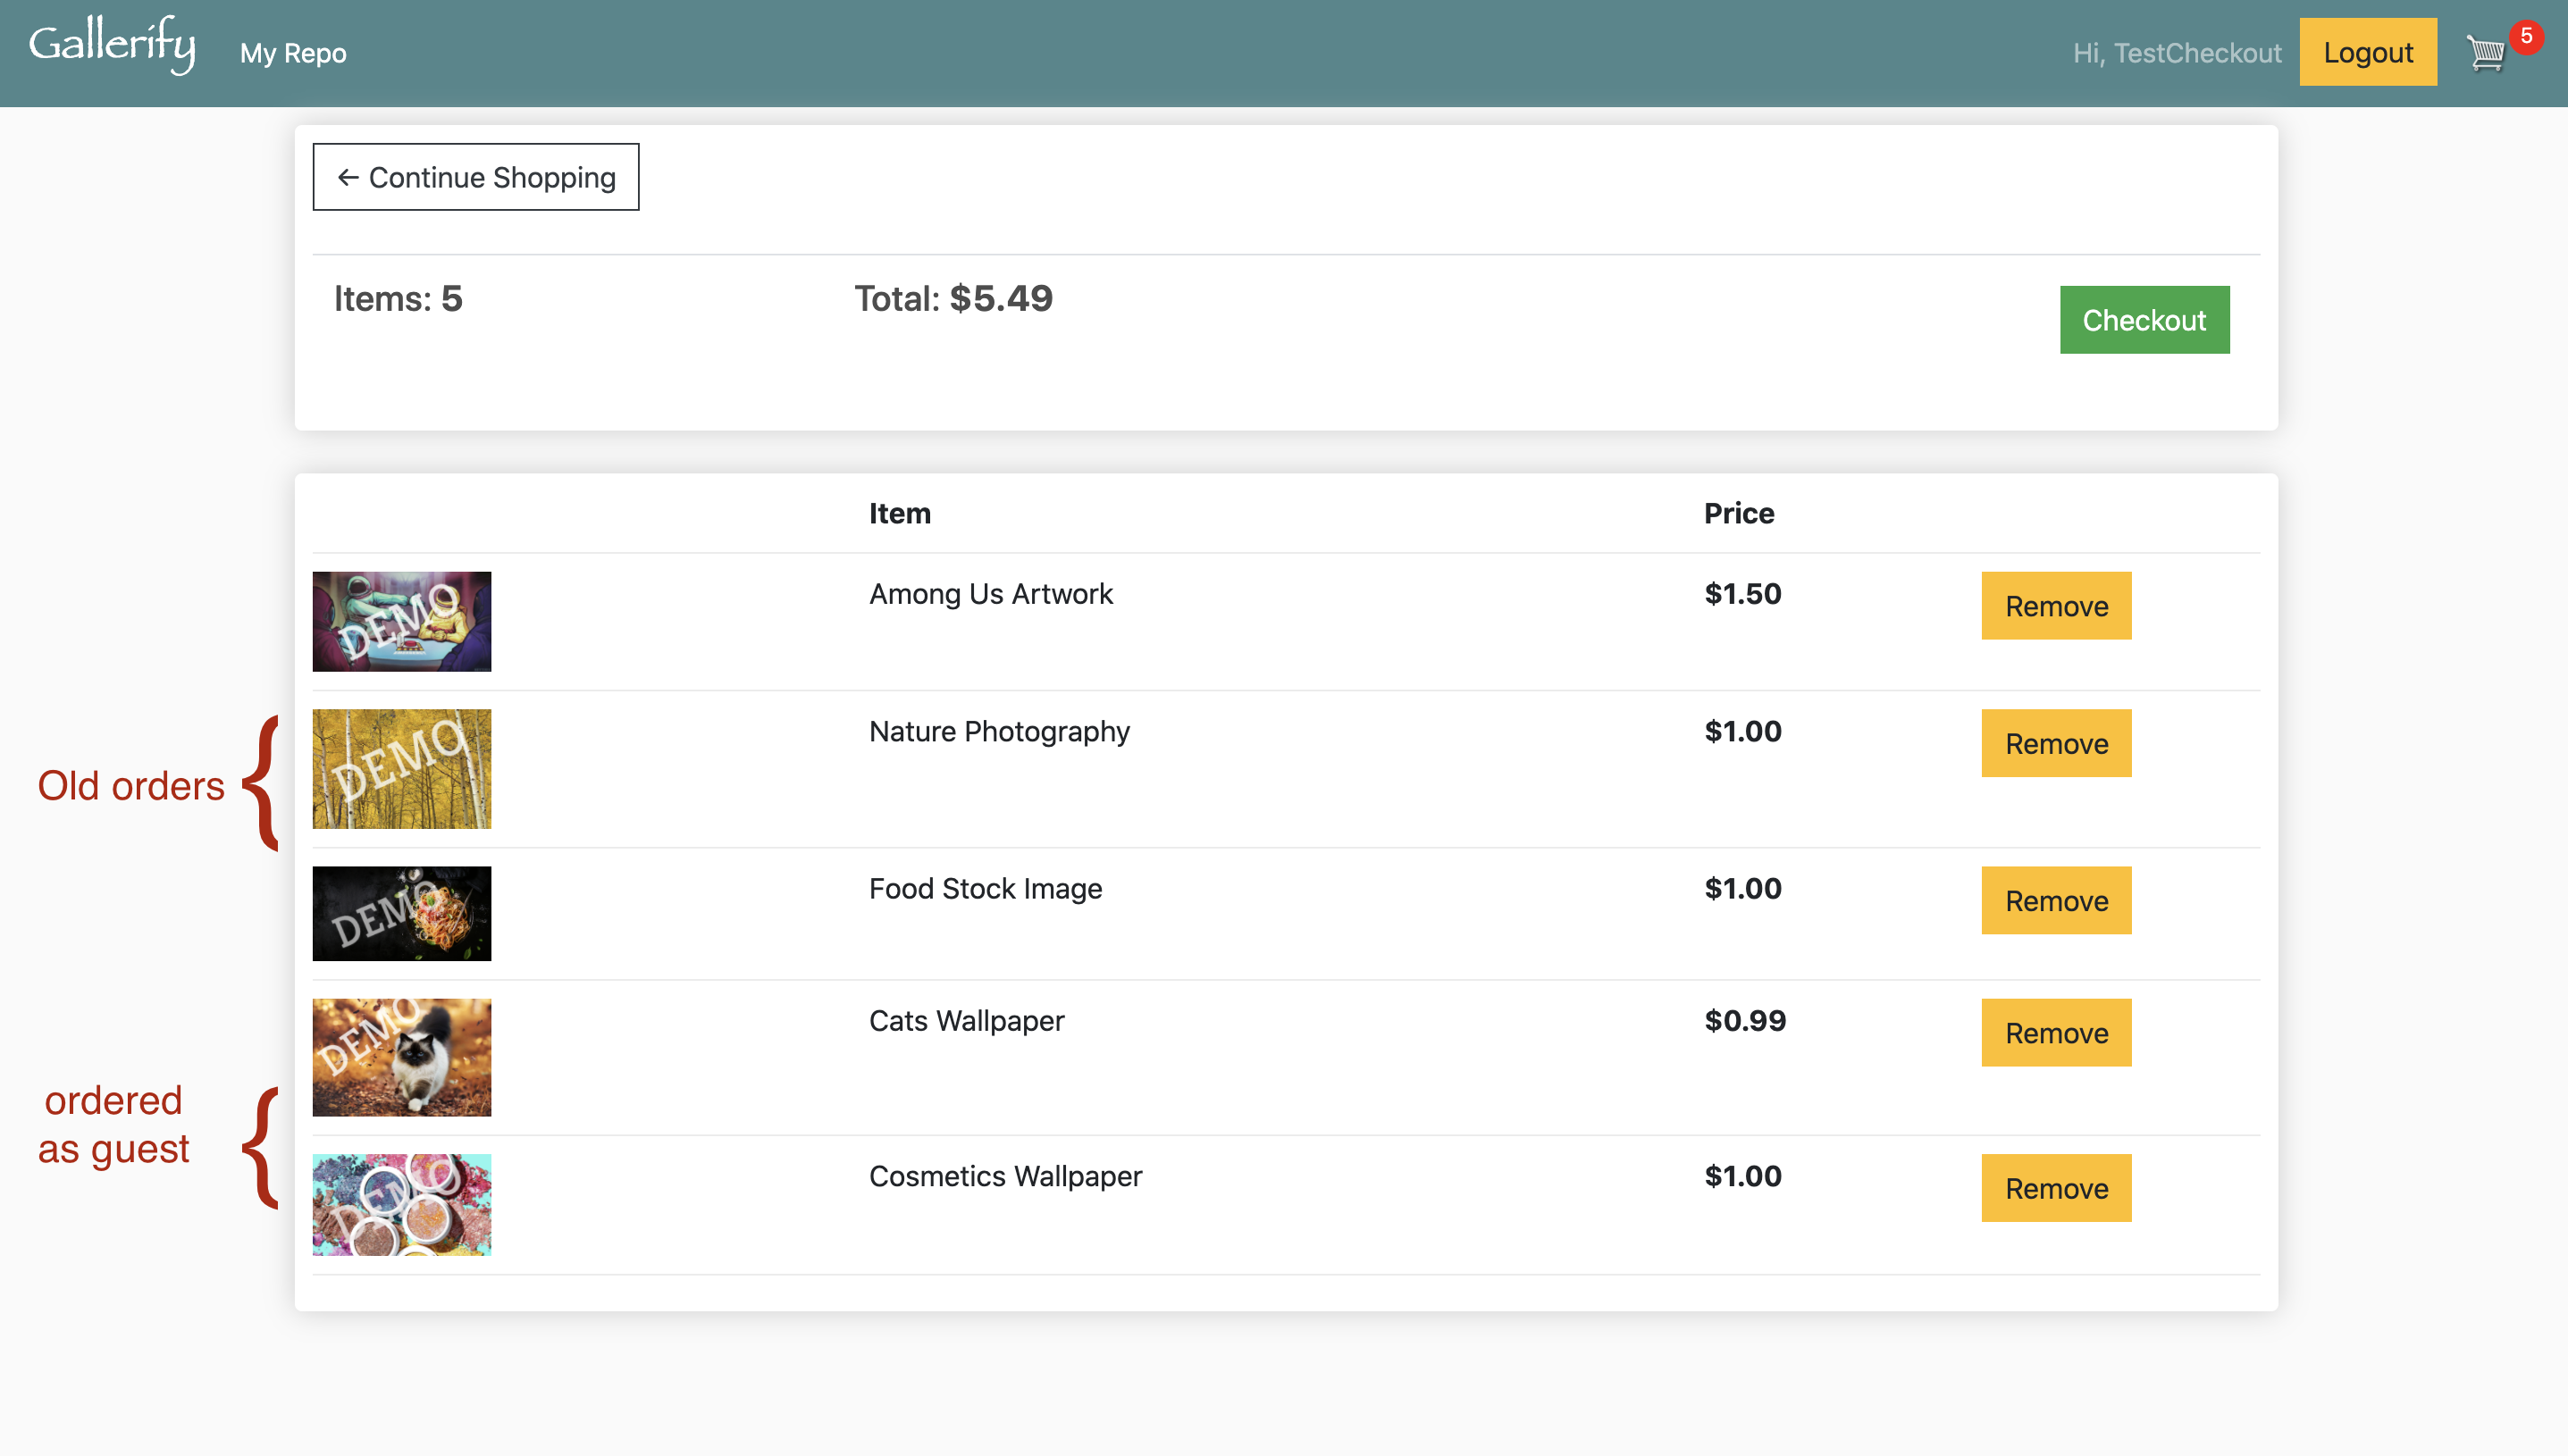 Gallerify
My Repo
Hi, TestCheckout
Logout
5
← Continue Shopping
Items: 5
Total: $5.49
Checkout
Item
Price
DEMO
Among Us Artwork
$1.50
Remove
Old orders
DEMO
Nature Photography
$1.00
Remove
DEMO
Food Stock Image
$1.00
Remove
DEMO
Cats Wallpaper
$0.99
Remove
ordered
as guest
DEMO
Cosmetics Wallpaper
$1.00
Remove